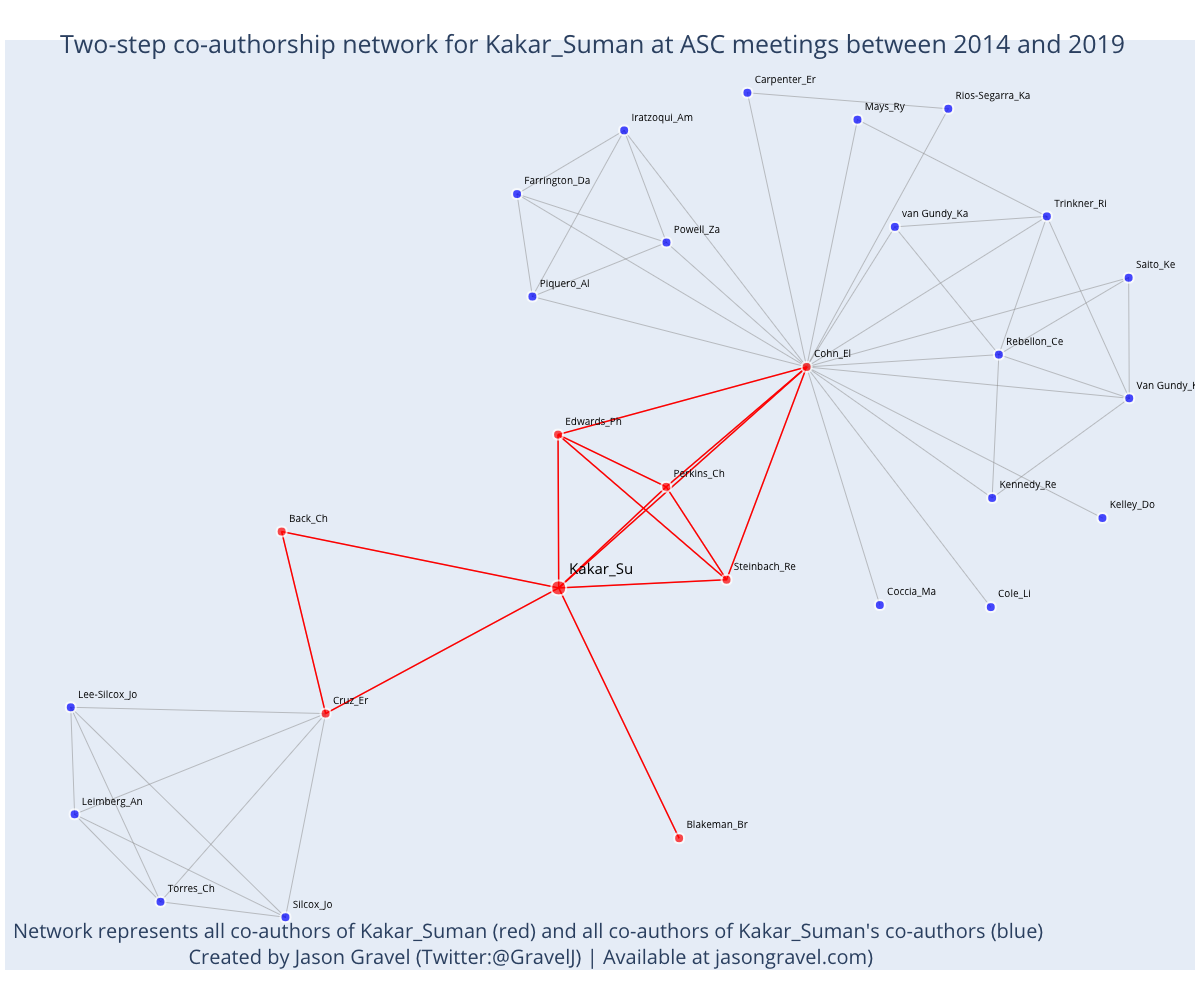 Two-step co-authorship network for Kakar_Suman at ASC meetings between 2014 and 2019
Carpenter_Er
Rios-Segarra_Ka
Mays_Ry
Iratzoqui_Am
Farrington_Da
Trinkner_Ri
van Gundy_Ka
Powell_Za
Saito_Ke
Piquero_Al
Rebellon_Ce
Cohn_El
Van Gundy_K
Edwards_Ph
Perkins_Ch
Kennedy_Re
Kelley_Do
Back_Ch
Kakar_Su
Steinbach_Re
Coccia_Ma
Cole_Li
Lee-Silcox_Jo
Cruz_Er
Leimberg_An
Blakeman_Br
Torres_Ch
Silcox_Jo
Network represents all co-authors of Kakar_Suman (red) and all co-authors of Kakar_Suman's co-authors (blue)
Created by Jason Gravel (Twitter:@GravelJ) | Available at jasongravel.com)